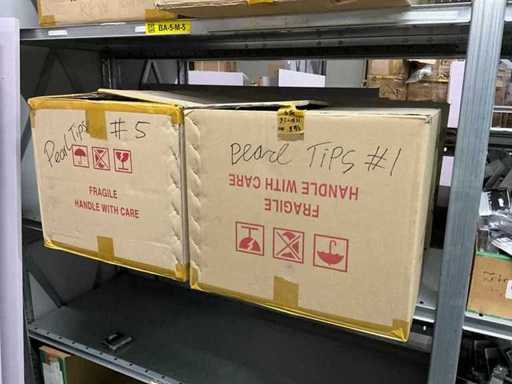 BA-5-M-5
Pearl Tips #5
FRAGILE
HANDLE WITH CARE
Pearl TIPS #1
HANDLE WITH CARE
FRAGILE